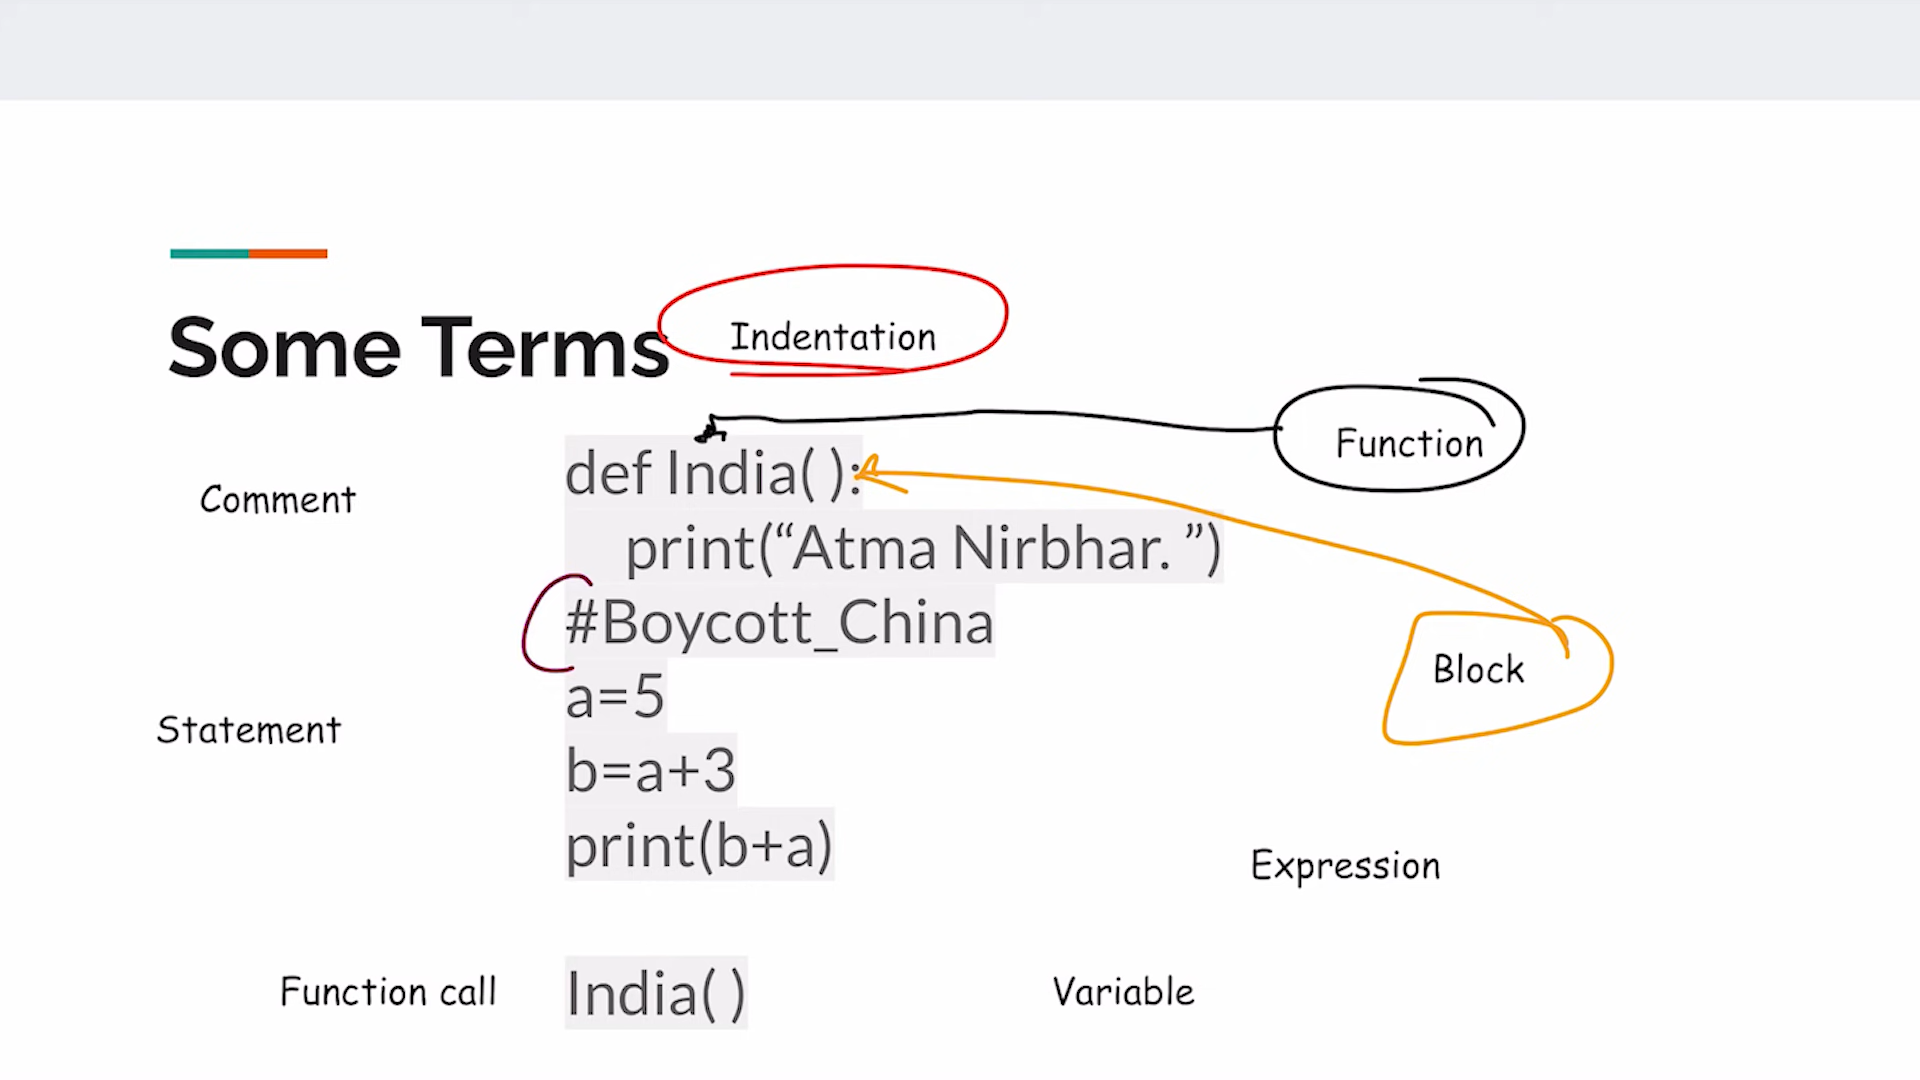 Some Terms
Indentation
Function
Comment
def India( ):
print(“Atma Nirbhar. ”)
#Boycott_China
Block
a=5
Statement
b=a+3
print(b+a)
Expression
Function call
India( )
Variable